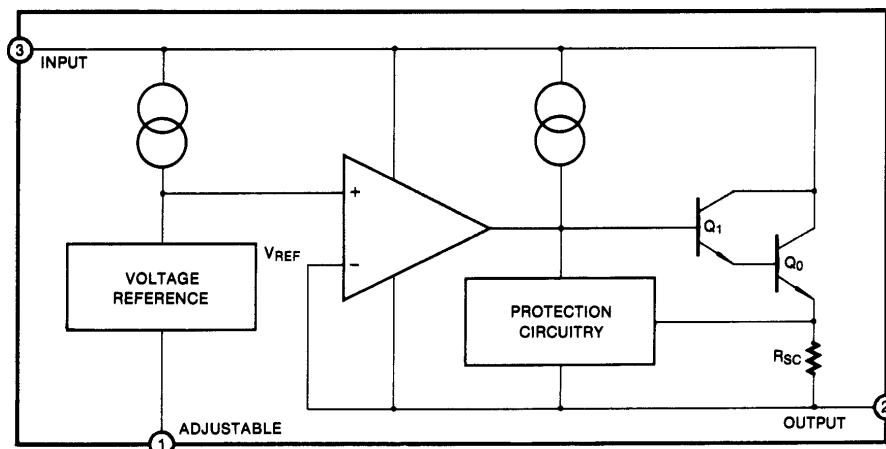 3
INPUT
+
Q1
VREF
−
Q0
VOLTAGE
REFERENCE
PROTECTION
CIRCUITRY
RSC
2
OUTPUT
ADJUSTABLE
1